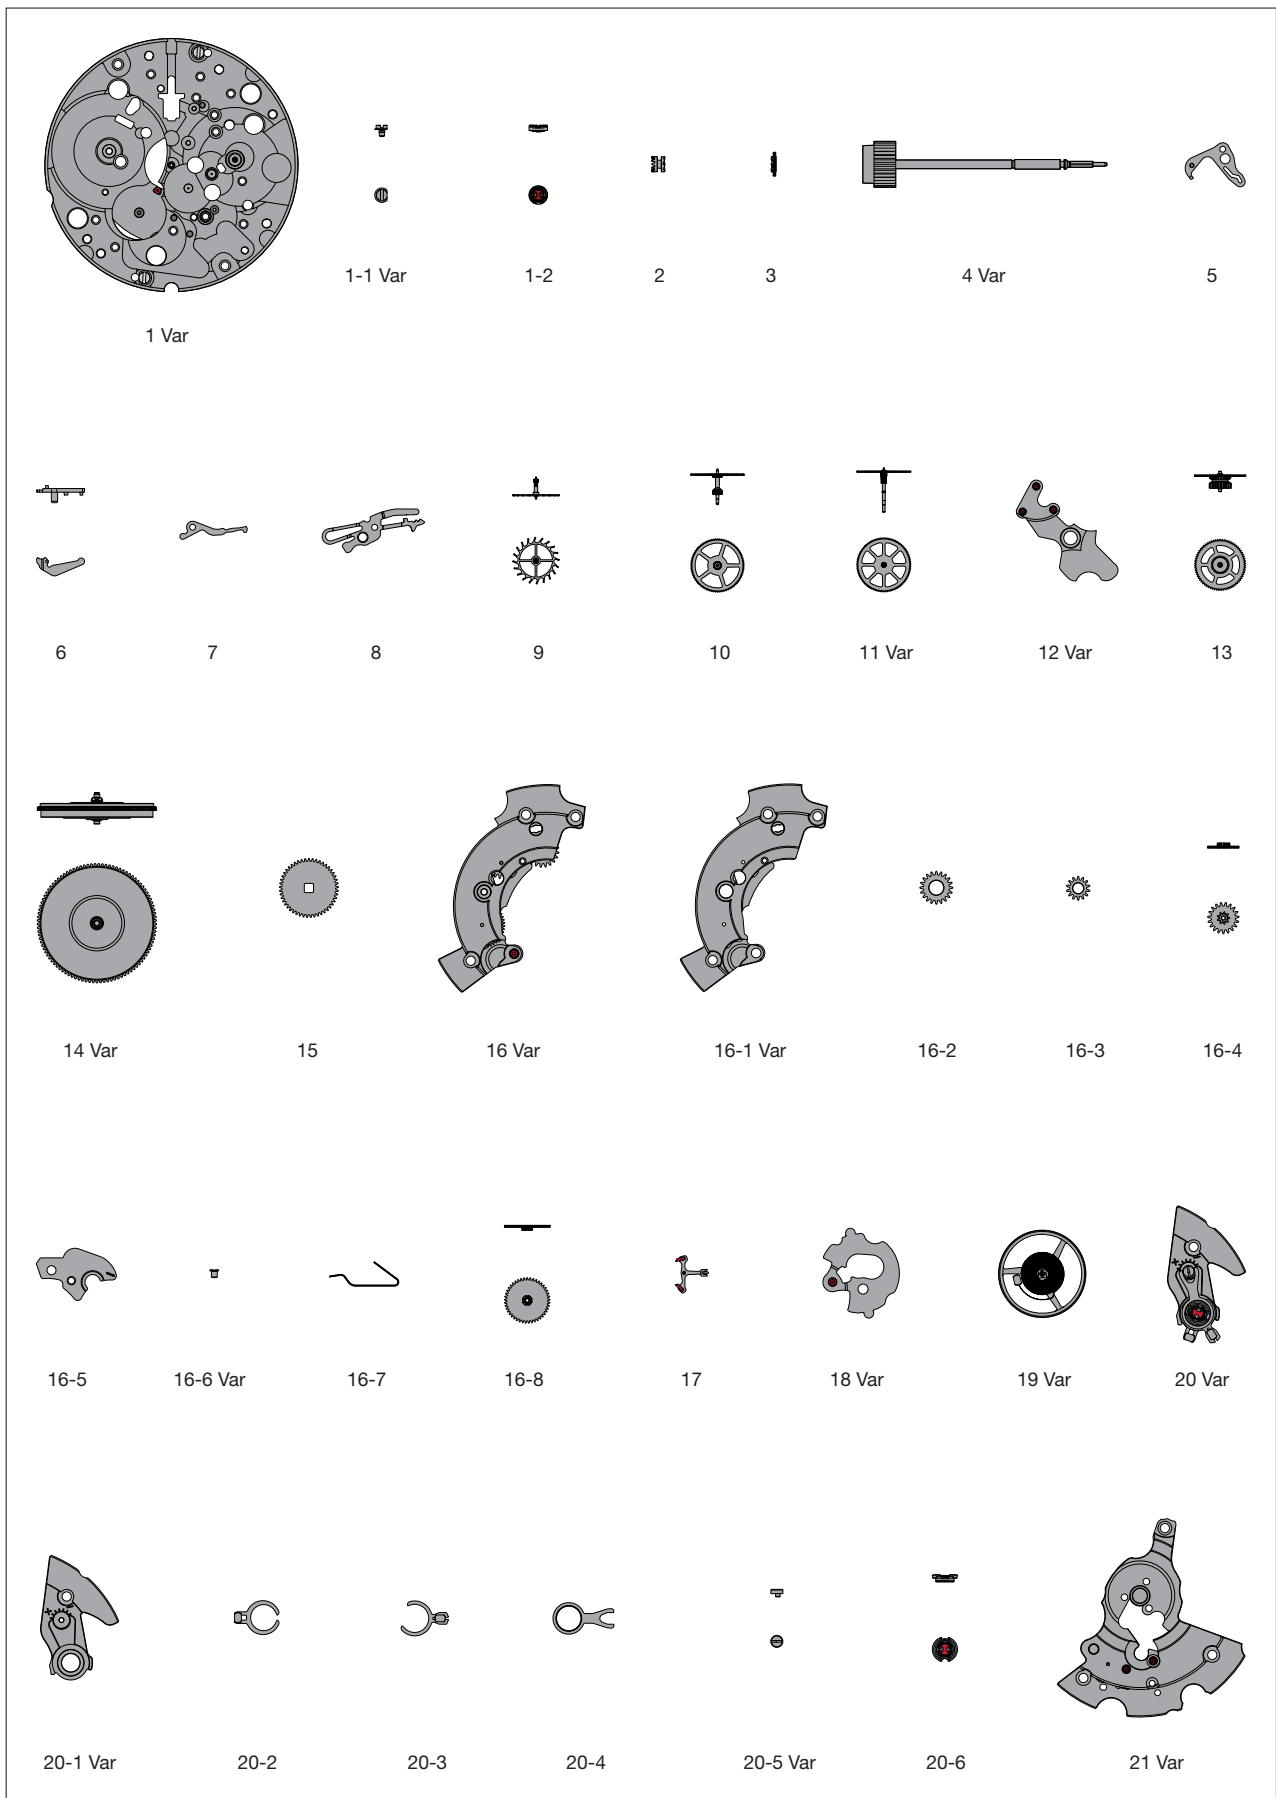 1-1 Var 1-2 2 3 4 Var 5
1 Var
6 7 8 9 10 11 Var 12 Var 13
14 Var 15 16 Var 16-1 Var 16-2 16-3 16-4
16-5 16-6 Var 16-7 16-8 17 18 Var 19 Var 20 Var
20-1 Var 20-2 20-3 20-4 20-5 Var 20-6 21 Var